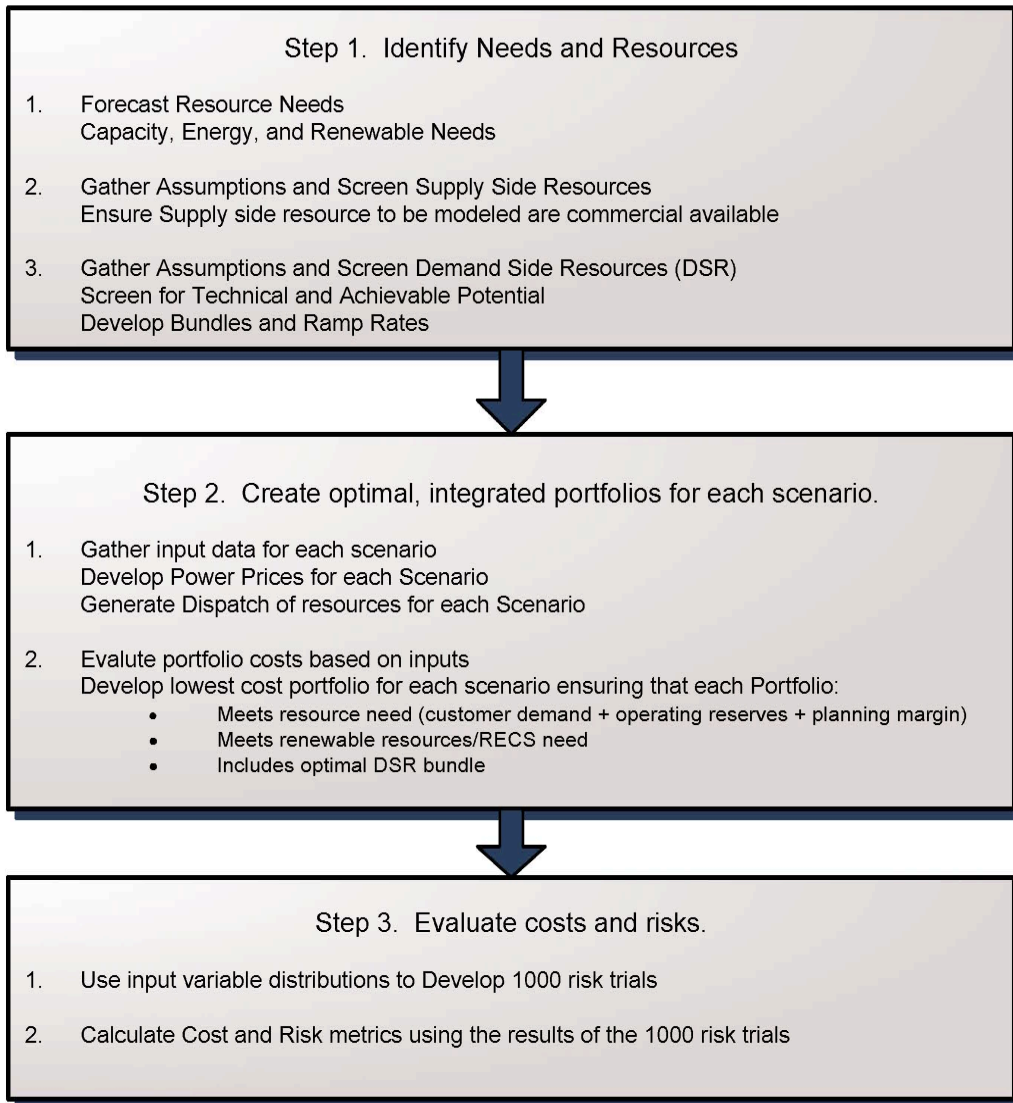 Step 1. Identify Needs and Resources
1. Forecast Resource Needs
Capacity, Energy, and Renewable Needs
2. Gather Assumptions and Screen Supply Side Resources
Ensure Supply side resource to be modeled are commercial available
3. Gather Assumptions and Screen Demand Side Resources (DSR)
Screen for Technical and Achievable Potential
Develop Bundles and Ramp Rates
Step 2. Create optimal, integrated portfolios for each scenario.
1. Gather input data for each scenario
Develop Power Prices for each Scenario
Generate Dispatch of resources for each Scenario
2. Evalute portfolio costs based on inputs
Develop lowest cost portfolio for each scenario ensuring that each Portfolio:
• Meets resource need (customer demand + operating reserves + planning margin)
• Meets renewable resources/RECS need
• Includes optimal DSR bundle
Step 3. Evaluate costs and risks.
1. Use input variable distributions to Develop 1000 risk trials
2. Calculate Cost and Risk metrics using the results of the 1000 risk trials